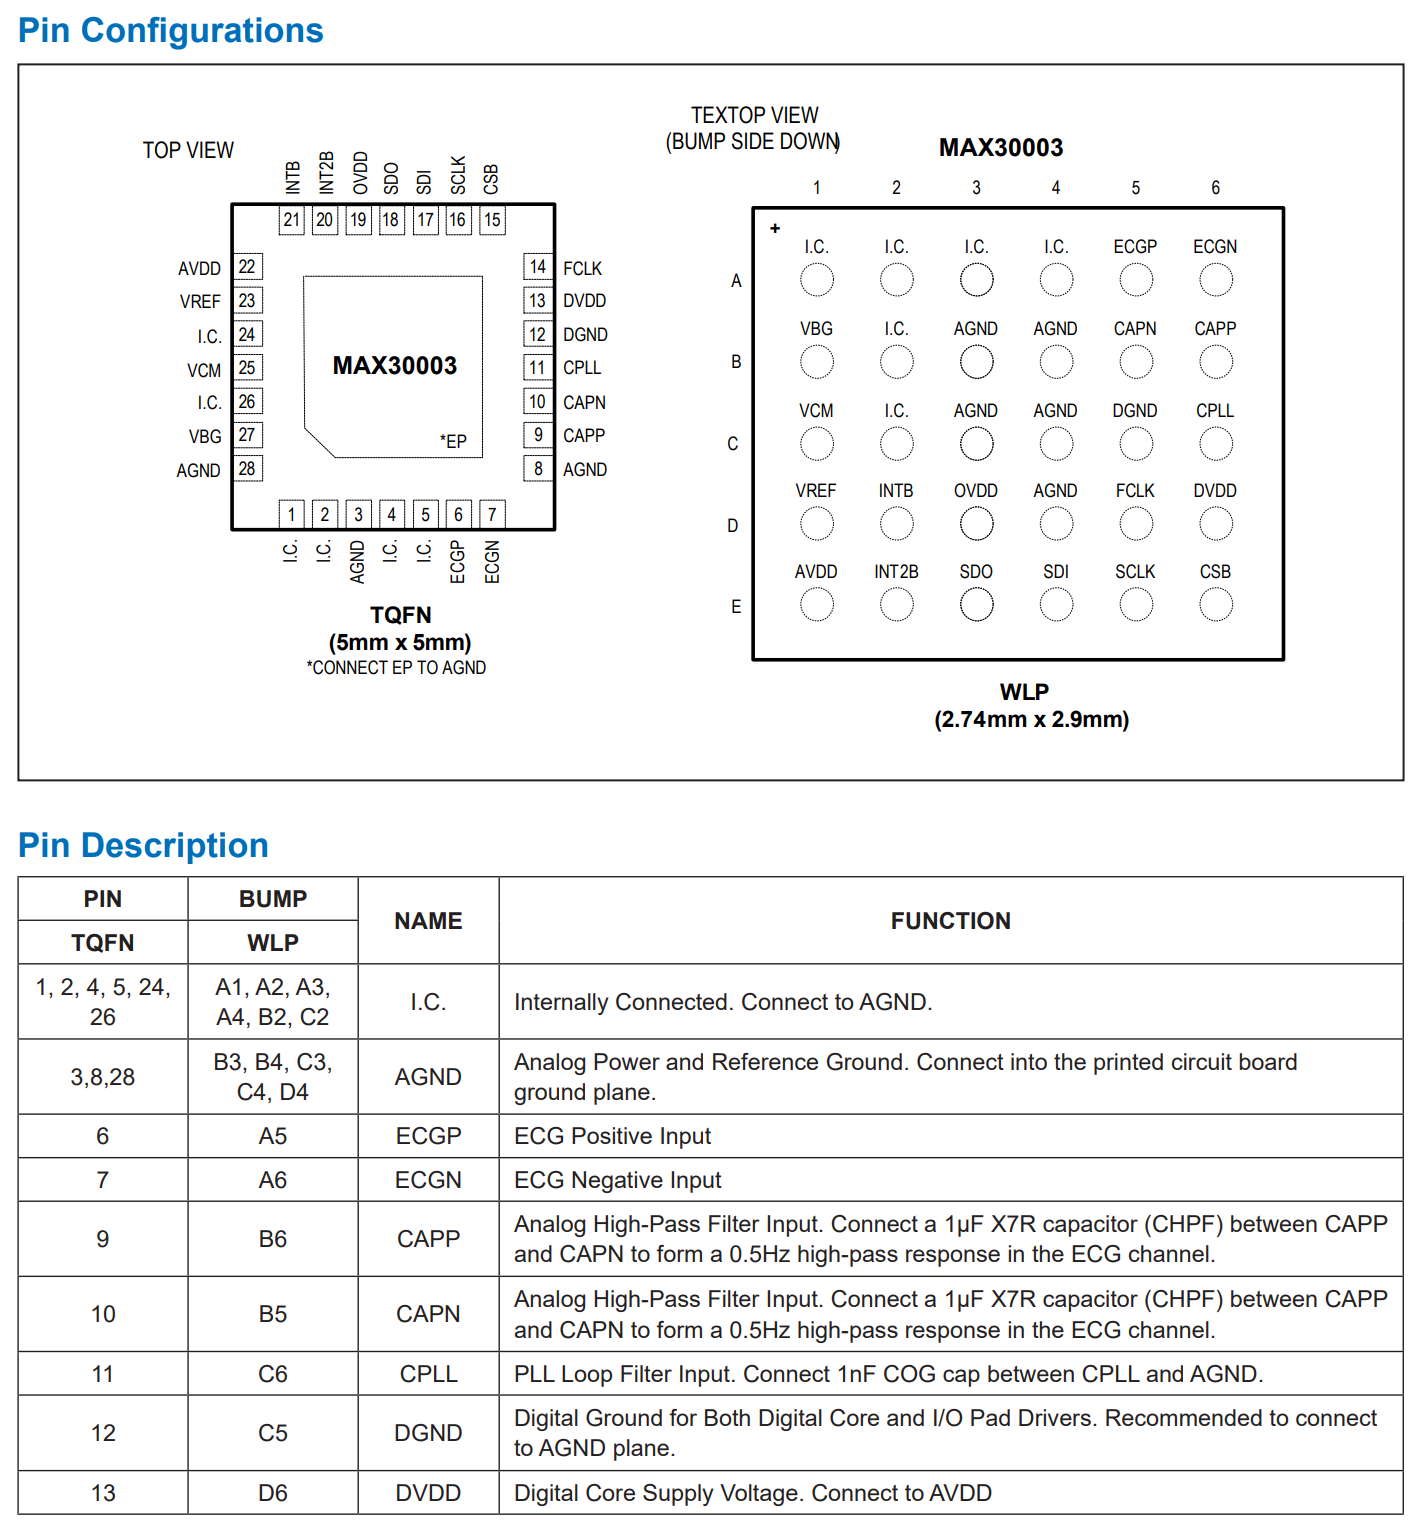 Pin Configurations
TOP VIEW
INTB INT2B OVDD SDO SDI SCLK CSB
21 20 19 18 17 16 15
AVDD 22
VREF 23
I.C. 24
VCM 25
I.C. 26
VBG 27
AGND 28
MAX30003
*EP
14 FCLK
13 DVDD
12 DGND
11 CPLL
10 CAPN
9 CAPP
8 AGND
1 2 3 4 5 6 7
I.C. I.C. AGND I.C. I.C. ECGP ECGN
TQFN
(5mm x 5mm)
*CONNECT EP TO AGND
TEXTOP VIEW
(BUMP SIDE DOWN)
MAX30003
1 2 3 4 5 6
+
I.C. I.C. I.C. I.C. ECGP ECGN
A
VBG I.C. AGND AGND CAPN CAPP
B
VCM I.C. AGND AGND DGND CPLL
C
VREF INTB OVDD AGND FCLK DVDD
D
AVDD INT2B SDO SDI SCLK CSB
E
WLP
(2.74mm x 2.9mm)
Pin Description
PIN BUMP NAME FUNCTION
TQFN WLP
1, 2, 4, 5, 24,
26
A1, A2, A3,
A4, B2, C2
I.C.
Internally Connected. Connect to AGND.
3,8,28
B3, B4, C3,
C4, D4
AGND
Analog Power and Reference Ground. Connect into the printed circuit board
ground plane.
6 A5 ECGP ECG Positive Input
7 A6 ECGN ECG Negative Input
9 B6 CAPP
Analog High-Pass Filter Input. Connect a 1μF X7R capacitor (CHPF) between CAPP
and CAPN to form a 0.5Hz high-pass response in the ECG channel.
10 B5 CAPN
Analog High-Pass Filter Input. Connect a 1μF X7R capacitor (CHPF) between CAPP
and CAPN to form a 0.5Hz high-pass response in the ECG channel.
11 C6 CPLL PLL Loop Filter Input. Connect 1nF COG cap between CPLL and AGND.
12 C5 DGND
Digital Ground for Both Digital Core and I/O Pad Drivers. Recommended to connect
to AGND plane.
13 D6 DVDD Digital Core Supply Voltage. Connect to AVDD